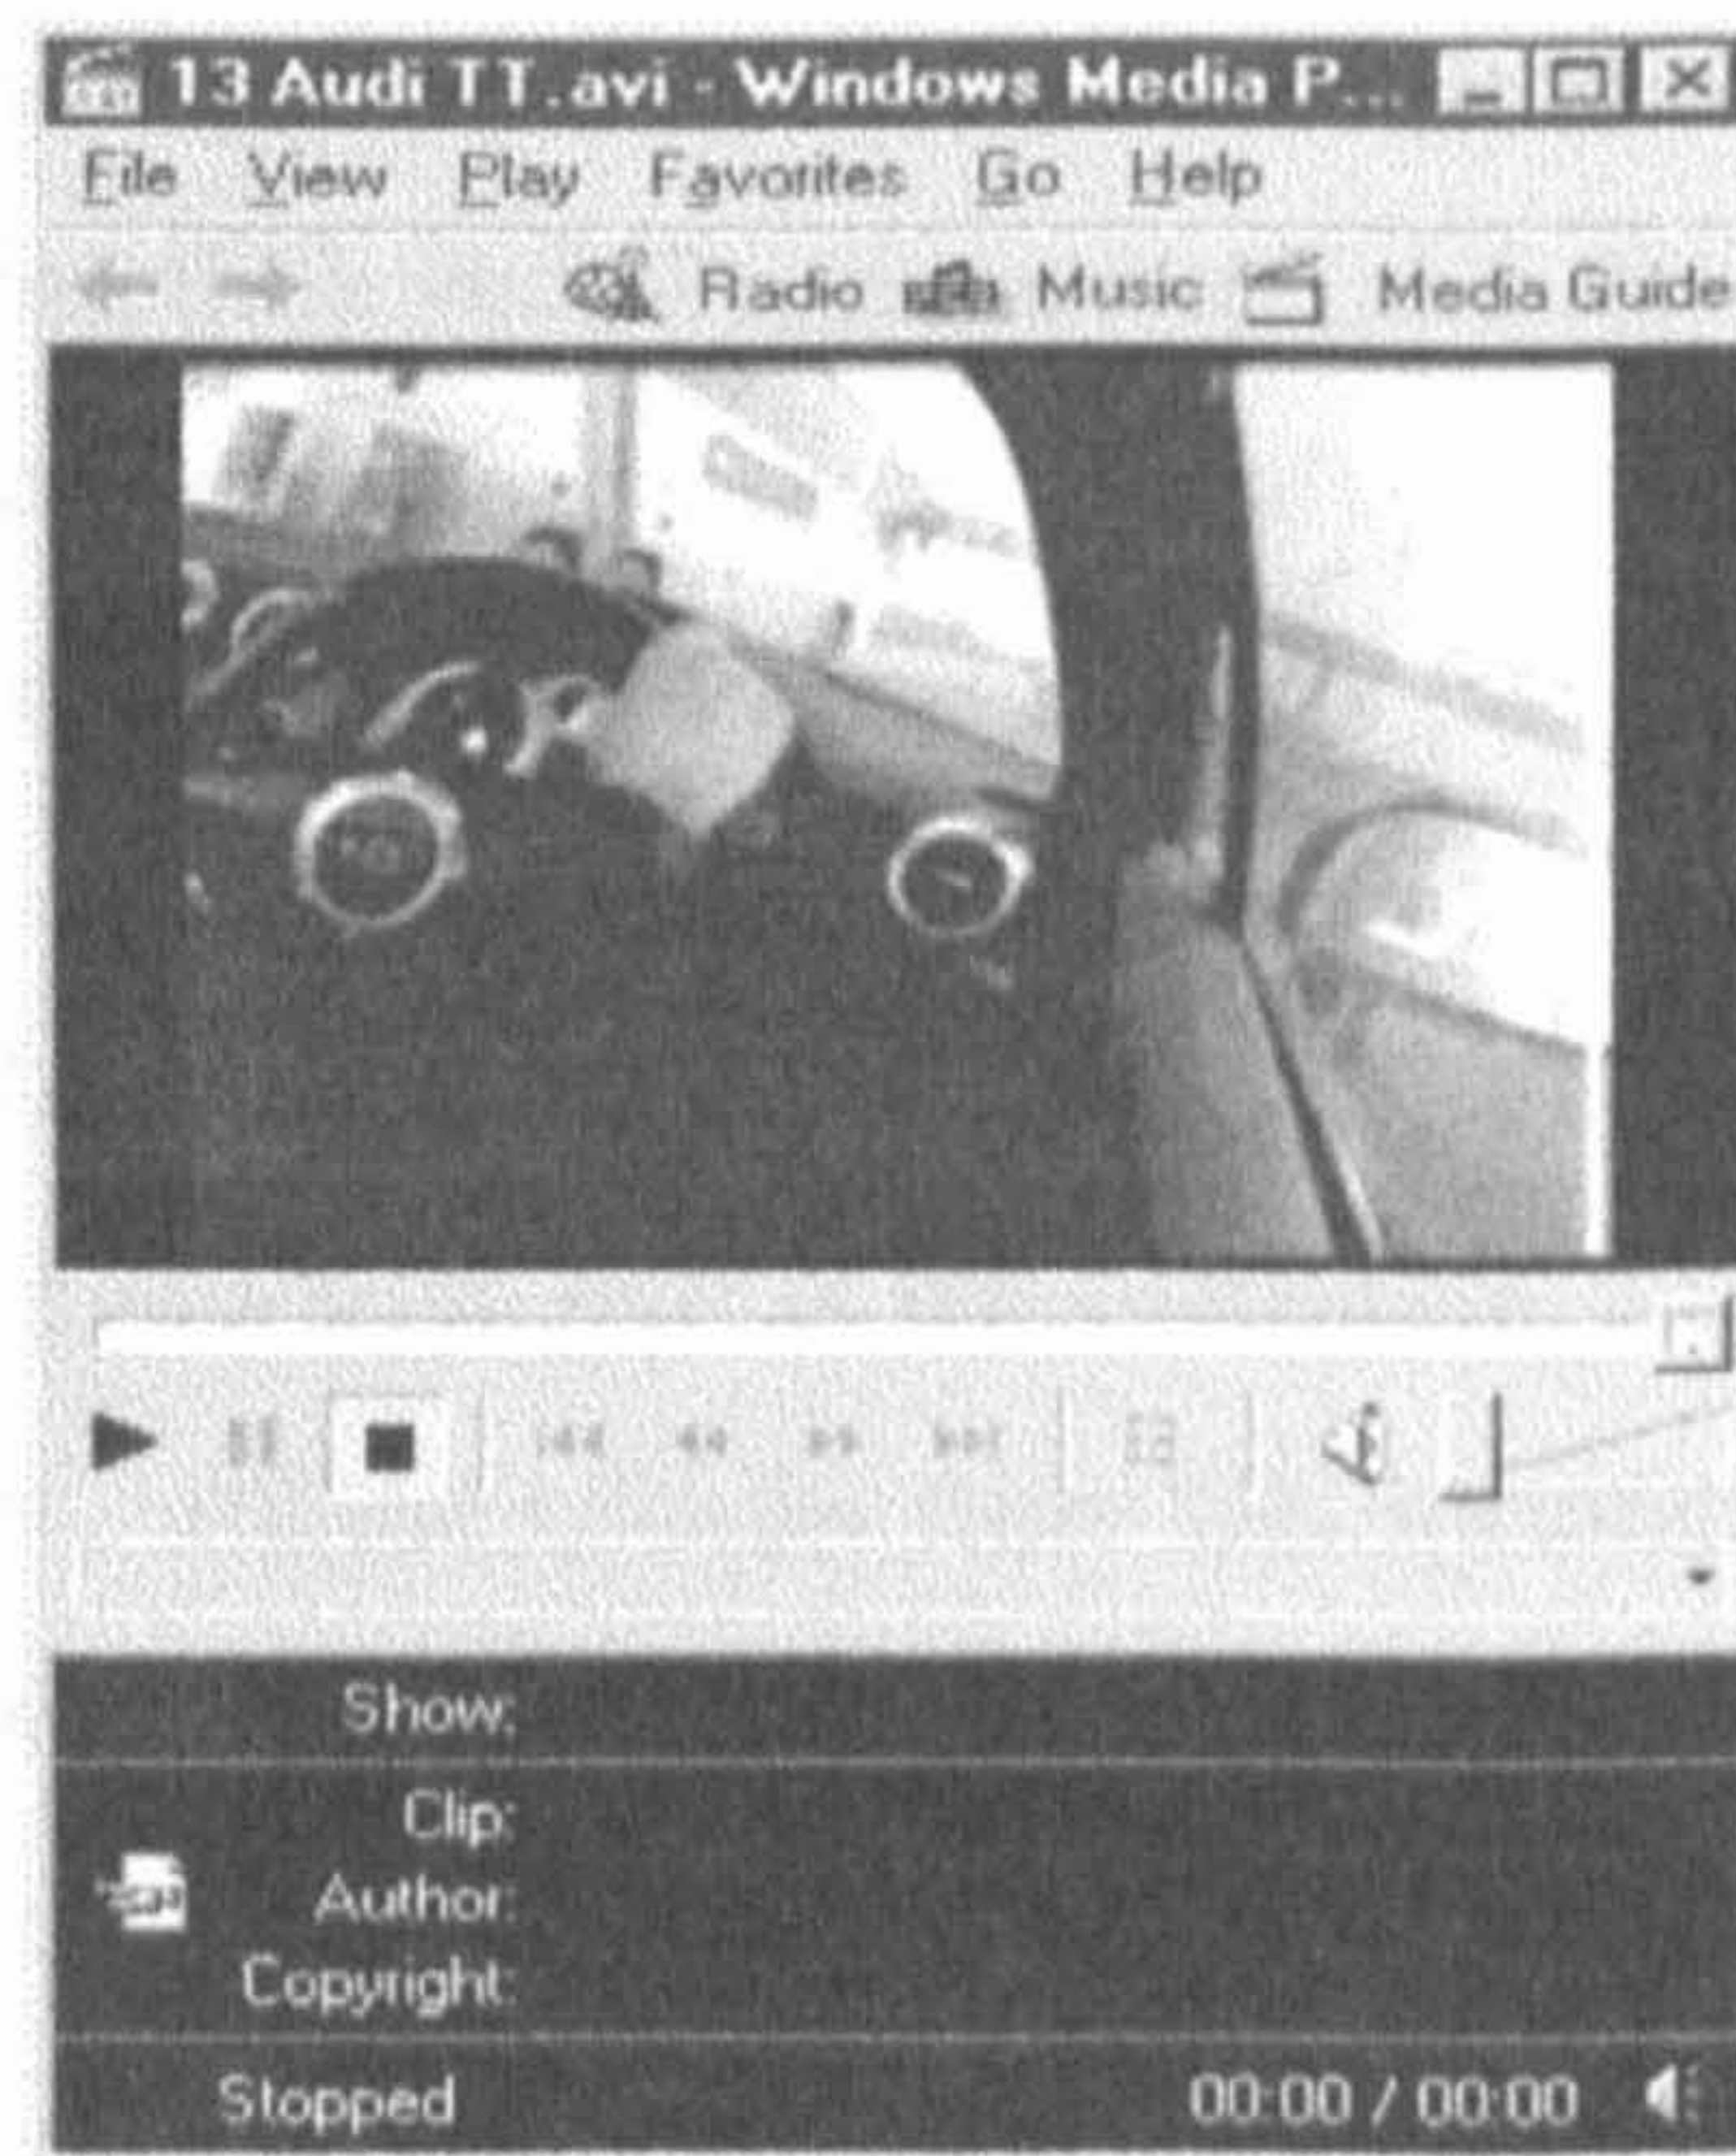 13 Audi TT.avi - Windows Media P...
File View Play Favorites Go Help
Radio Music Media Guide
Show:
Clip:
Author:
Copyright:
Stopped 00:00 / 00:00